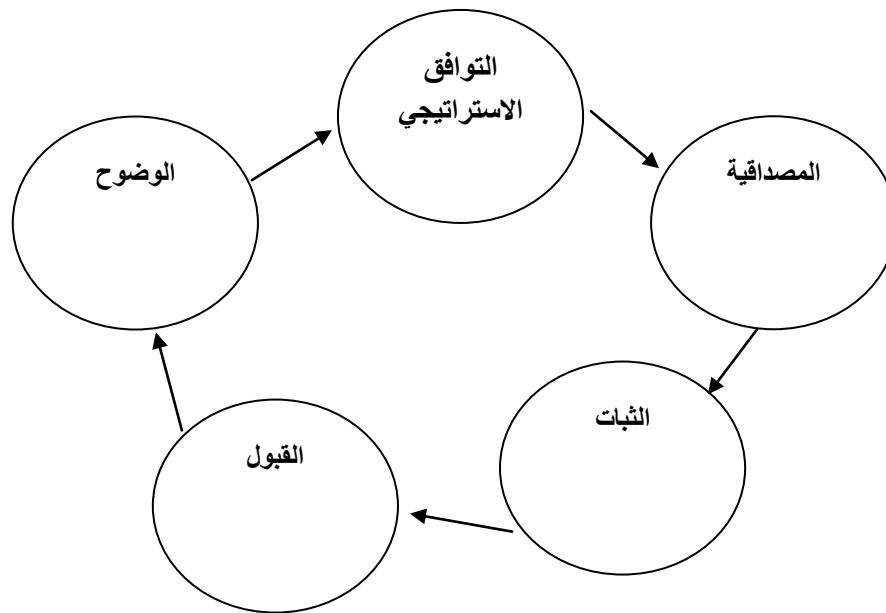 التوافق
الاستراتيجي
المصداقية
الوضوح
الثبات
القبول